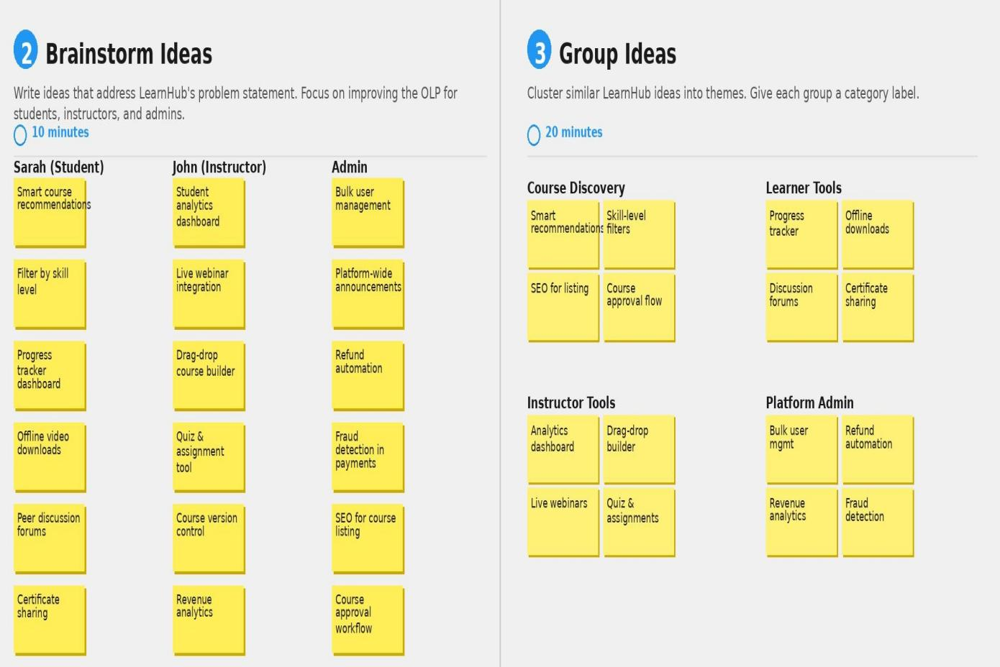 2 Brainstorm Ideas
Write ideas that address LearnHub's problem statement. Focus on improving the OLP for
students, instructors, and admins.
10 minutes
Sarah (Student)
Smart course
recommendations
Filter by skill
level
Progress
tracker
dashboard
Offline video
downloads
Peer discussion
forums
Certificate
sharing
John (Instructor)
Student
analytics
dashboard
Live webinar
integration
Drag-drop
course builder
Quiz &
assignment
tool
Course version
control
Revenue
analytics
Admin
Bulk user
management
Platform-wide
announcements
Refund
automation
Fraud
detection in
payments
SEO for course
listing
Course
approval
workflow
3 Group Ideas
Cluster similar LearnHub ideas into themes. Give each group a category label.
20 minutes
Course Discovery
Smart
recommendations
Skill-level
filters
SEO for listing
Course
approval flow
Learner Tools
Progress
tracker
Offline
downloads
Discussion
forums
Certificate
sharing
Instructor Tools
Analytics
dashboard
Drag-drop
builder
Live webinars
Quiz &
assignments
Platform Admin
Bulk user
mgmt
Refund
automation
Revenue
analytics
Fraud
detection